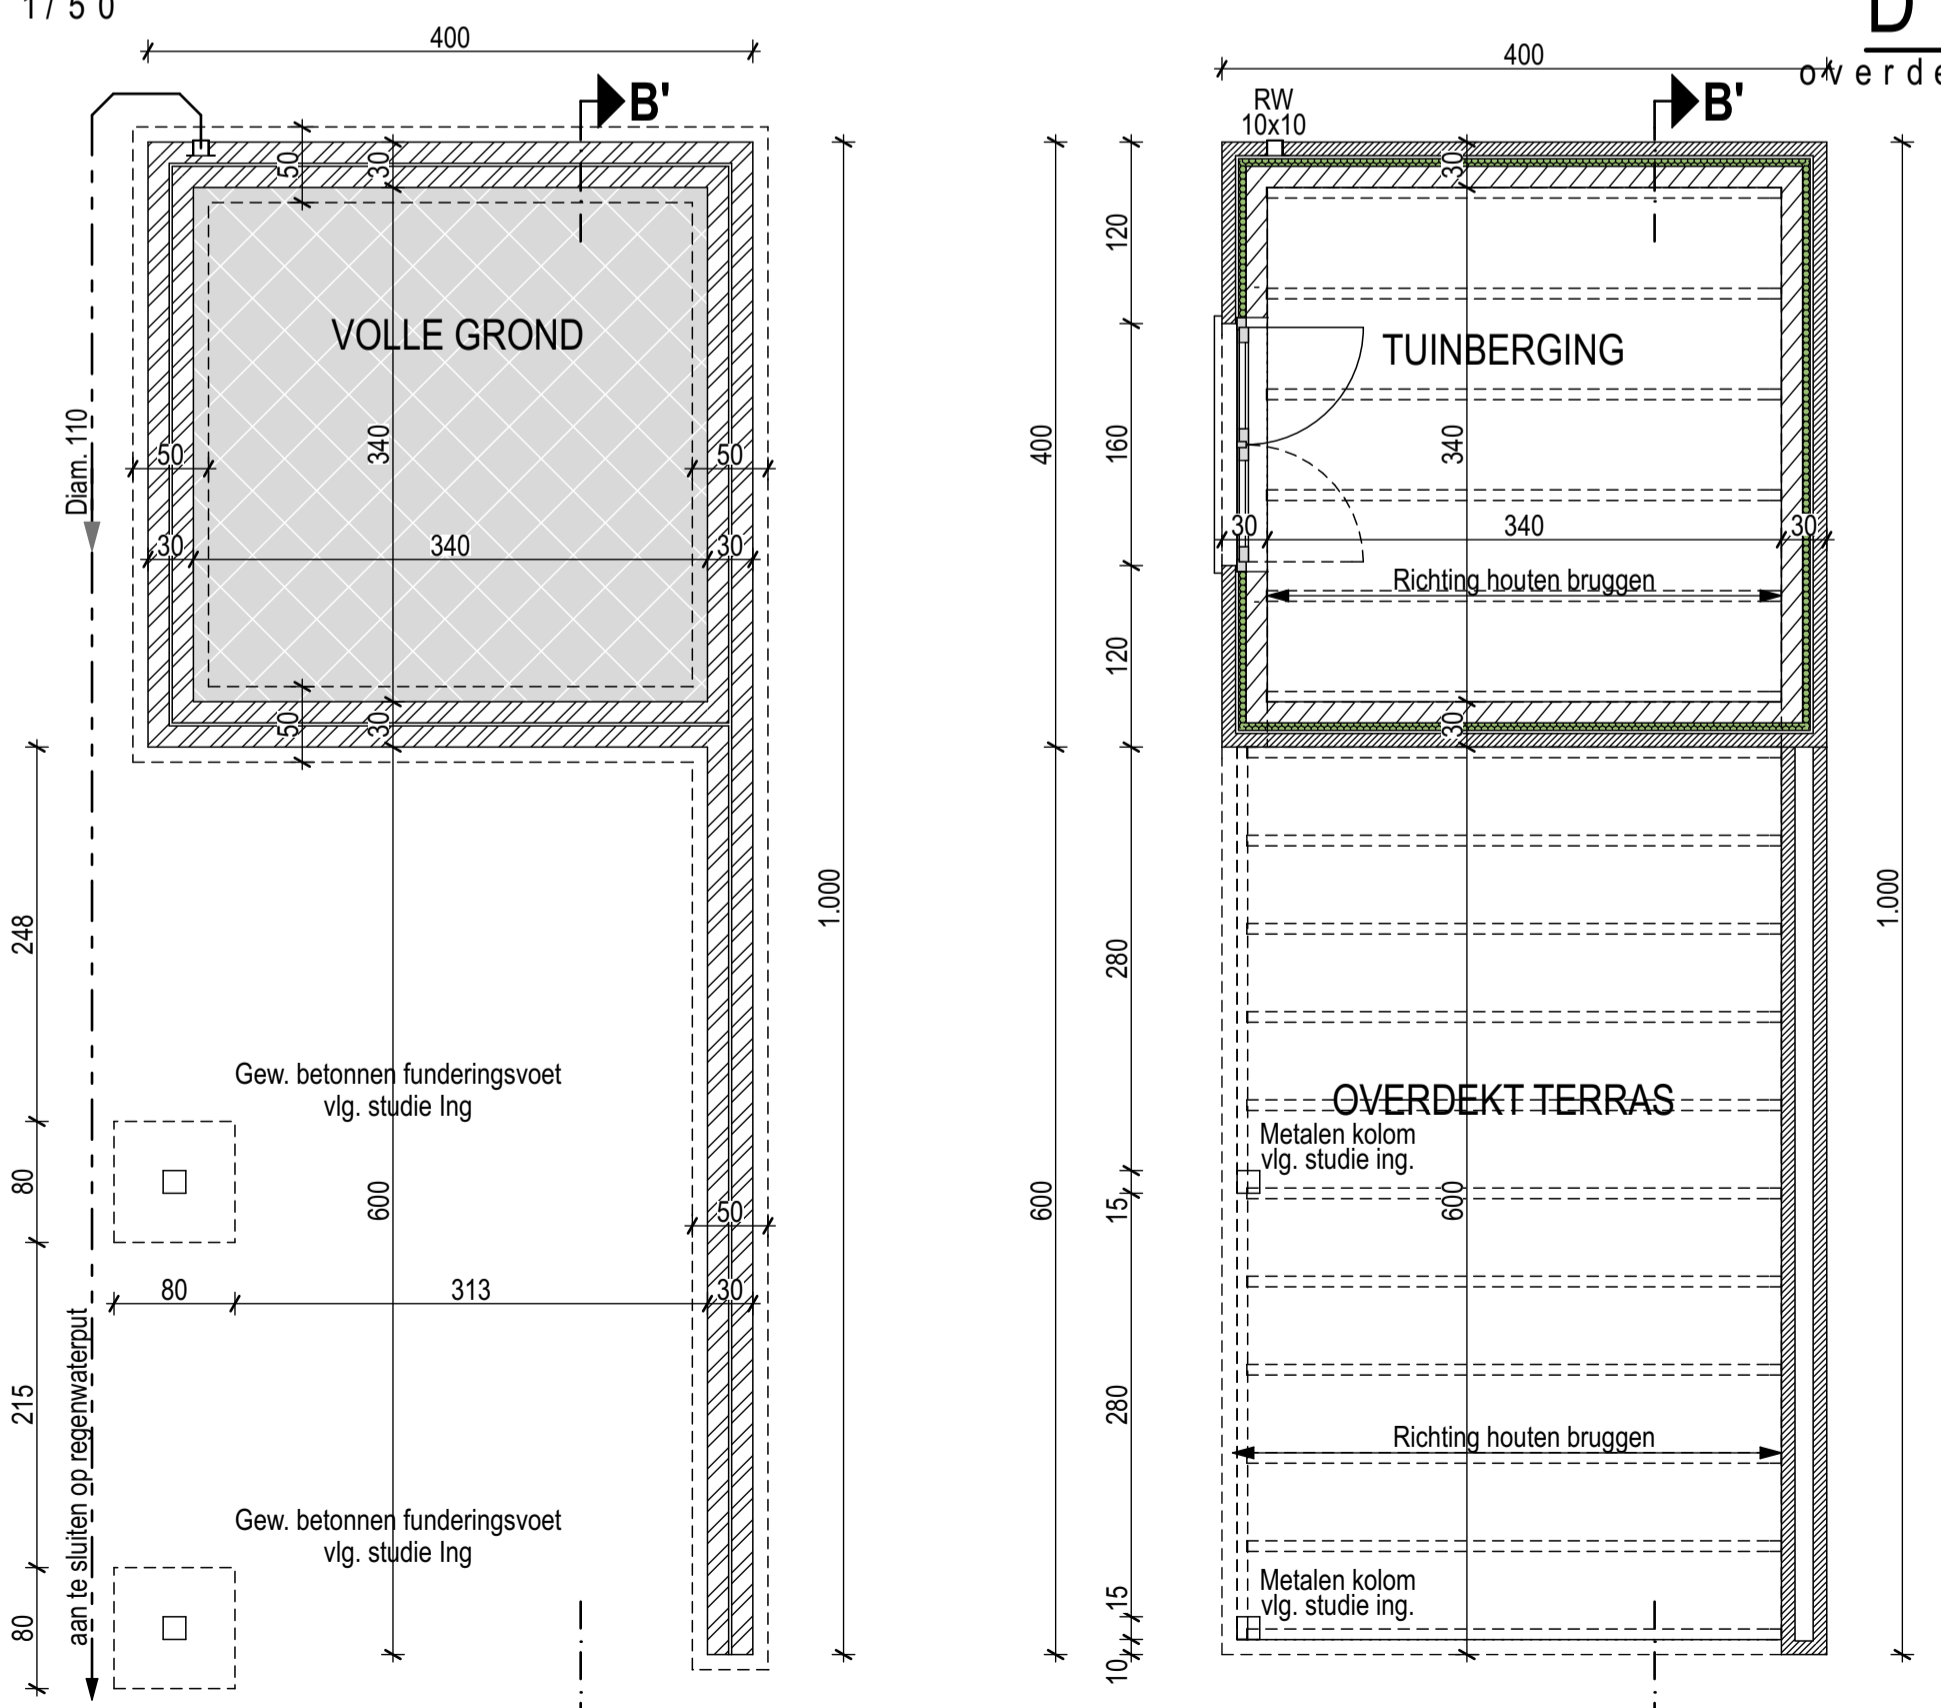 1/50
400
B'
50
30
VOLLE GROND
340
Diam. 110
50
50
30
340
30
50
30
1.000
248
Gew. betonnen funderingsvoet
vlg. studie Ing
80
600
50
80
313
30
215
aan te sluiten op regenwaterput
Gew. betonnen funderingsvoet
vlg. studie Ing
80
D
overde
400
RW
10x10
B'
30
120
TUINBERGING
400
160
340
30
340
30
Richting houten bruggen
120
30
1.000
280
OVERDEKT TERRAS
Metalen kolom
vlg. studie ing.
600
15
600
280
Richting houten bruggen
Metalen kolom
vlg. studie ing.
15
10